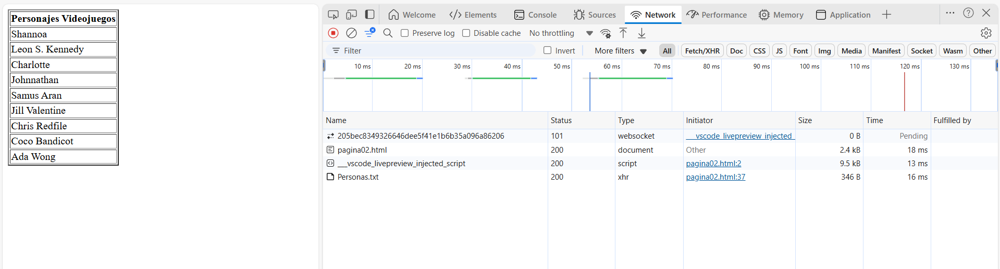 Personajes Videojuegos
Shannoa
Leon S. Kennedy
Charlotte
Johnnathan
Samus Aran
Jill Valentine
Chris Redfile
Coco Bandicot
Ada Wong
Welcome Elements Console Sources Network Performance Memory Application
Preserve log Disable cache No throttling
Filter Invert More filters All Fetch/XHR Doc CSS JS Font Img Media Manifest Socket Wasm Other
10 ms 20 ms 30 ms 40 ms 50 ms 60 ms 70 ms 80 ms 90 ms 100 ms 110 ms 120 ms 130 ms
Name Status Type Initiator Size Time Fulfilled by
205bec8349326646dee5f41e1b6b35a096a86206 101 websocket ___vscode_livepreview_injected_ 0 B Pending
pagina02.html 200 document Other 2.4 kB 18 ms
___vscode_livepreview_injected_script 200 script pagina02.html:2 9.5 kB 13 ms
Personas.txt 200 xhr pagina02.html:37 346 B 16 ms